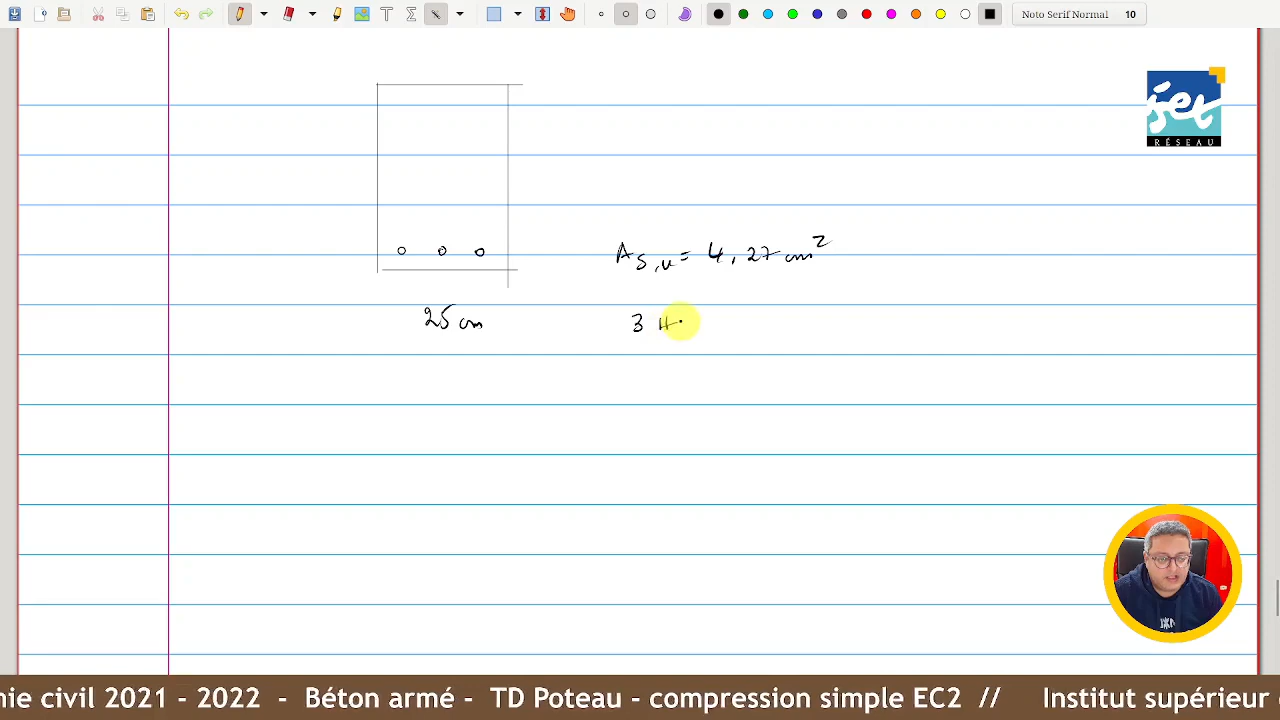 Noto Serif Normal 10
iset
RÉSEAU
A s,u = 4,27 cm²
25 cm
3 H
nie civil 2021 - 2022 - Béton armé - TD Poteau - compression simple EC2 // Institut supérieur